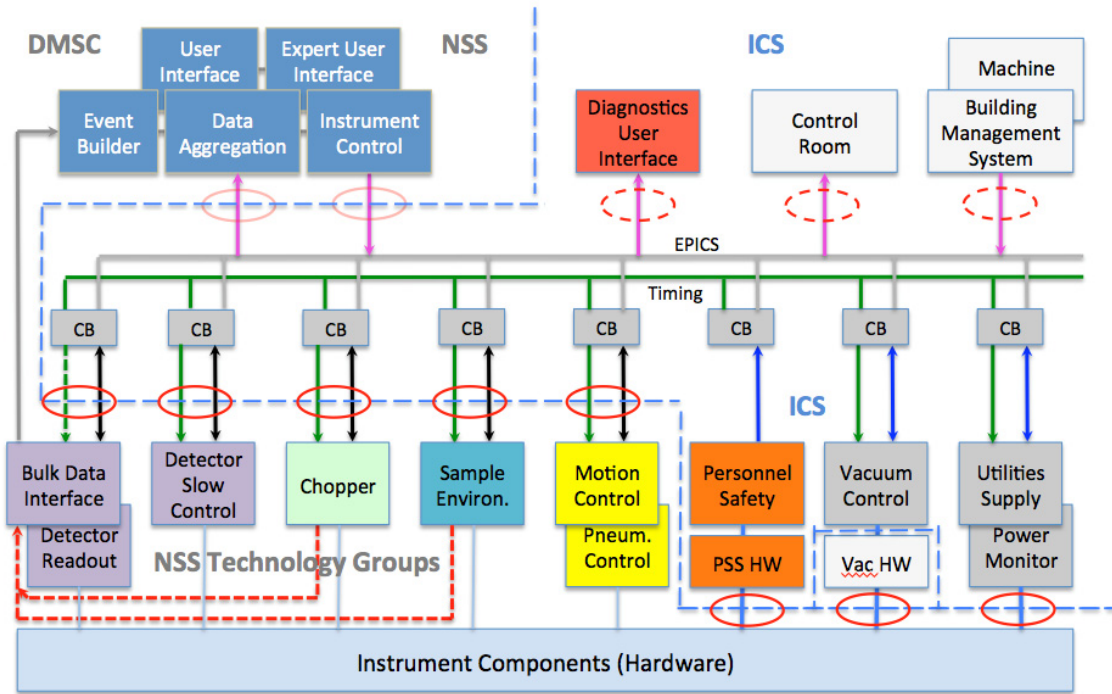 DMSC
NSS
ICS
User
Interface
Expert User
Interface
Machine
Event
Builder
Data
Aggregation
Instrument
Control
Diagnostics
User
Interface
Control
Room
Building
Management
System
EPICS
Timing
CB
CB
CB
CB
CB
CB
CB
CB
ICS
Bulk Data
Interface
Detector
Slow
Control
Chopper
Sample
Environ.
Motion
Control
Personnel
Safety
Vacuum
Control
Utilities
Supply
Detector
Readout
NSS Technology Groups
Pneum.
Control
PSS HW
Vac HW
Power
Monitor
Instrument Components (Hardware)